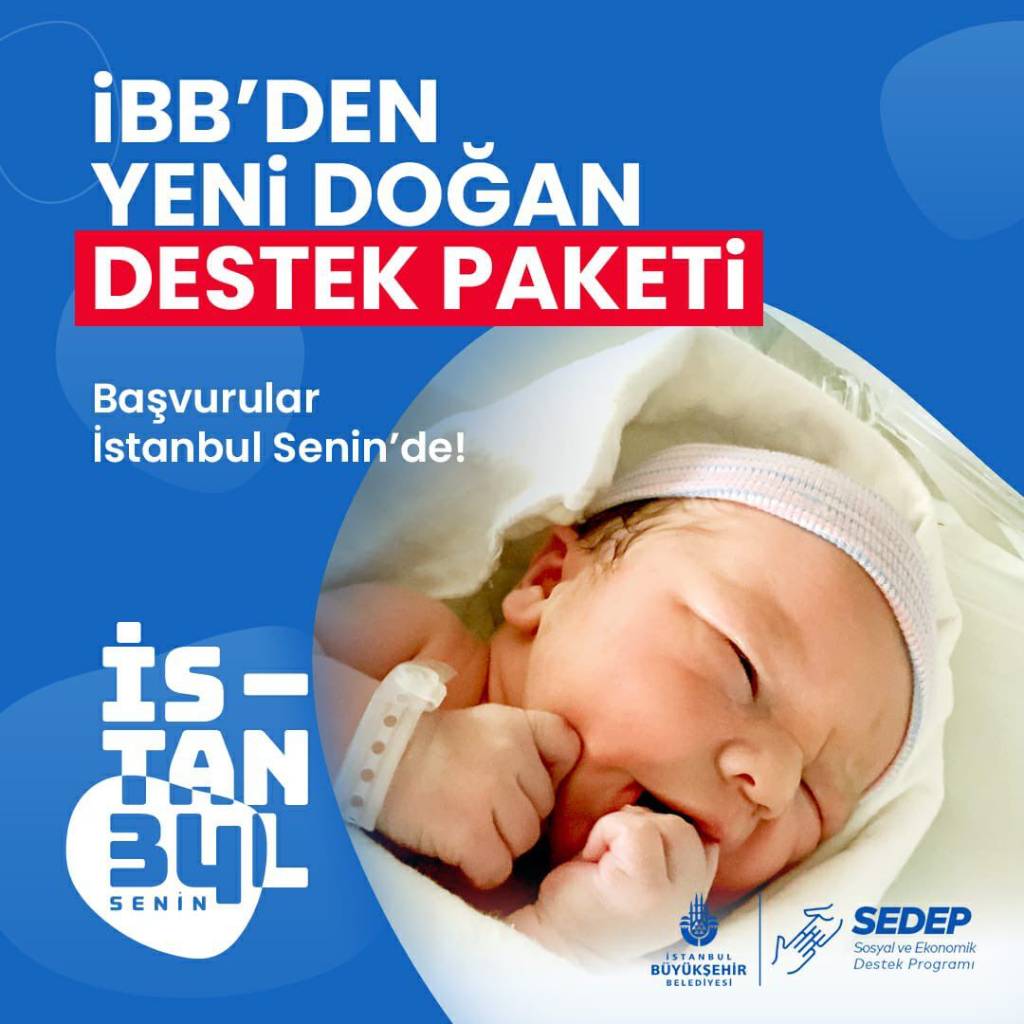 İBB’DEN
YENİ DOĞAN
DESTEK PAKETİ
Başvurular
İstanbul Senin’de!
İS–
TAN
34L
SENİN
İSTANBUL
BÜYÜKŞEHİR
BELEDİYESİ
SEDEP
Sosyal ve Ekonomik
Destek Programı